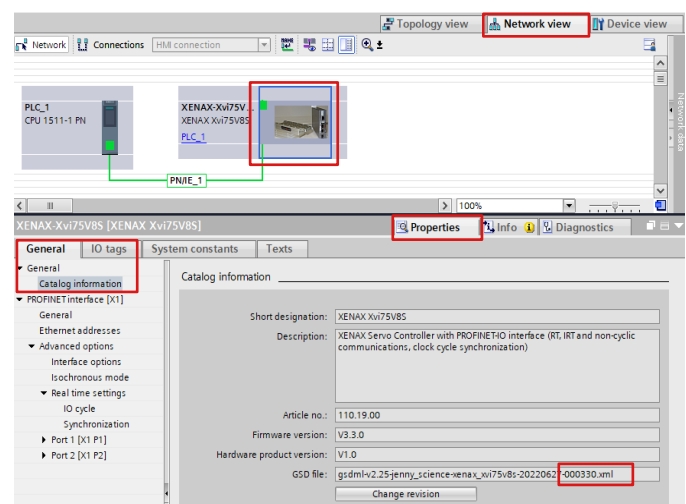 Topology view Network view Device view
Network Connections HMI connection
PLC_1
CPU 1511-1 PN
XENAX-Xvi75V...
XENAX Xvi75V8S
PLC_1
PN/IE_1
Network data
100%
XENAX-Xvi75V8S [XENAX Xvi75V8S]
Properties Info Diagnostics
General IO tags System constants Texts
General
Catalog information
PROFINET interface [X1]
General
Ethernet addresses
Advanced options
Interface options
Isochronous mode
Real time settings
IO cycle
Synchronization
Port 1 [X1 P1]
Port 2 [X1 P2]
Catalog information
Short designation: XENAX Xvi75V8S
Description: XENAX Servo Controller with PROFINET-IO interface (RT, IRT and non-cyclic
communications, clock cycle synchronization)
Article no.: 110.19.00
Firmware version: V3.3.0
Hardware product version: V1.0
GSD file: gsdml-v2.25-jenny_science-xenax_xvi75v8s-20220627-000330.xml
Change revision